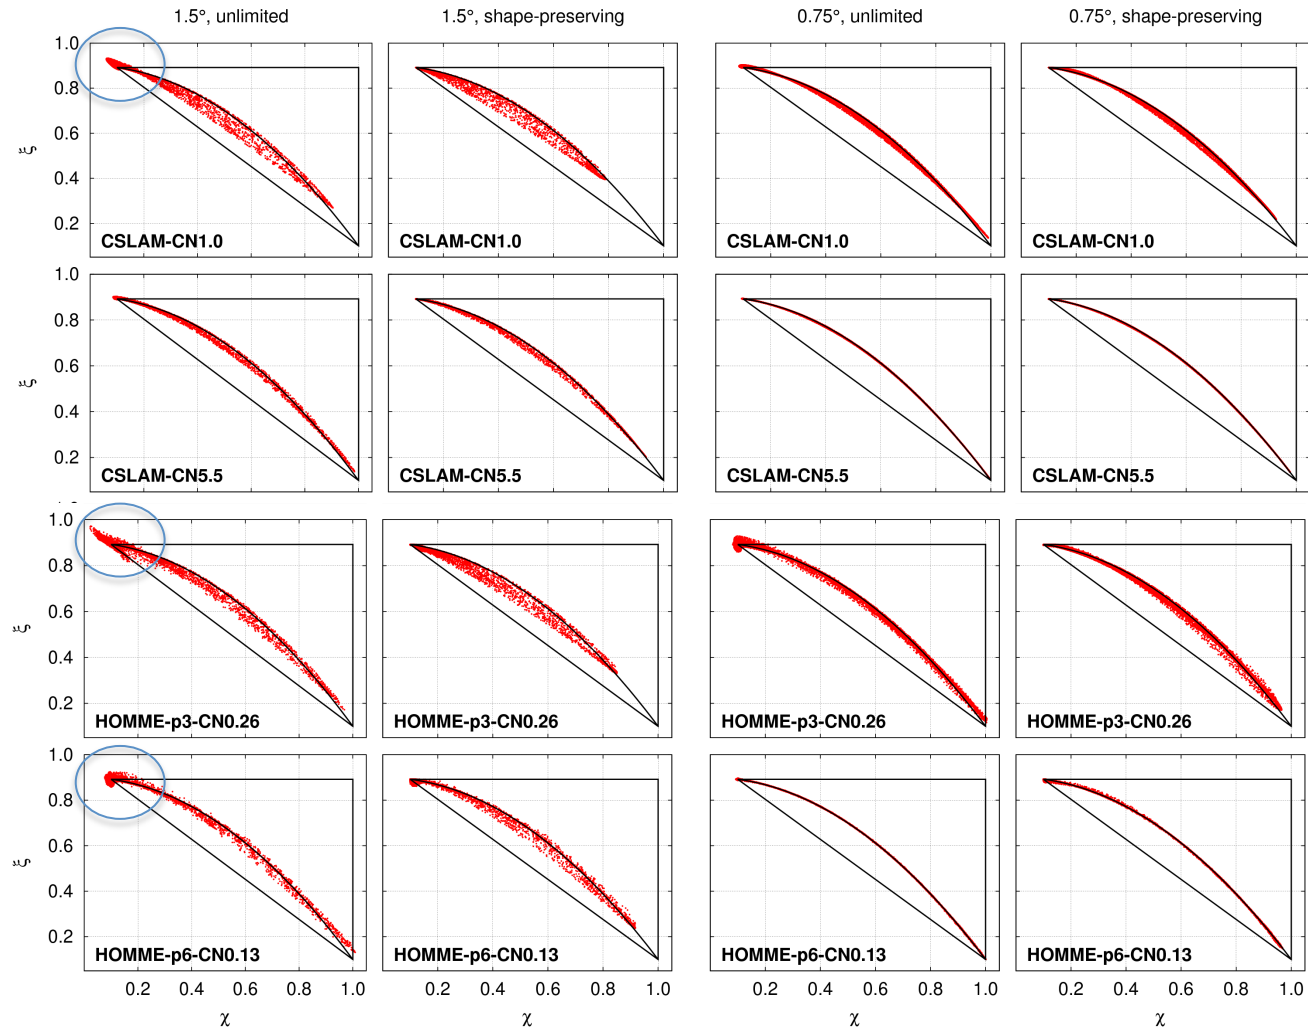 1.5°, unlimited 1.5°, shape-preserving 0.75°, unlimited 0.75°, shape-preserving
1.0
0.8
0.6
0.4
0.2
ξ
CSLAM-CN1.0 CSLAM-CN1.0 CSLAM-CN1.0 CSLAM-CN1.0
1.0
0.8
0.6
0.4
0.2
ξ
CSLAM-CN5.5 CSLAM-CN5.5 CSLAM-CN5.5 CSLAM-CN5.5
1.0
0.8
0.6
0.4
0.2
ξ
HOMME-p3-CN0.26 HOMME-p3-CN0.26 HOMME-p3-CN0.26 HOMME-p3-CN0.26
1.0
0.8
0.6
0.4
0.2
ξ
HOMME-p6-CN0.13 HOMME-p6-CN0.13 HOMME-p6-CN0.13 HOMME-p6-CN0.13
0.2 0.4 0.6 0.8 1.0 0.2 0.4 0.6 0.8 1.0 0.2 0.4 0.6 0.8 1.0 0.2 0.4 0.6 0.8 1.0
χ χ χ χ